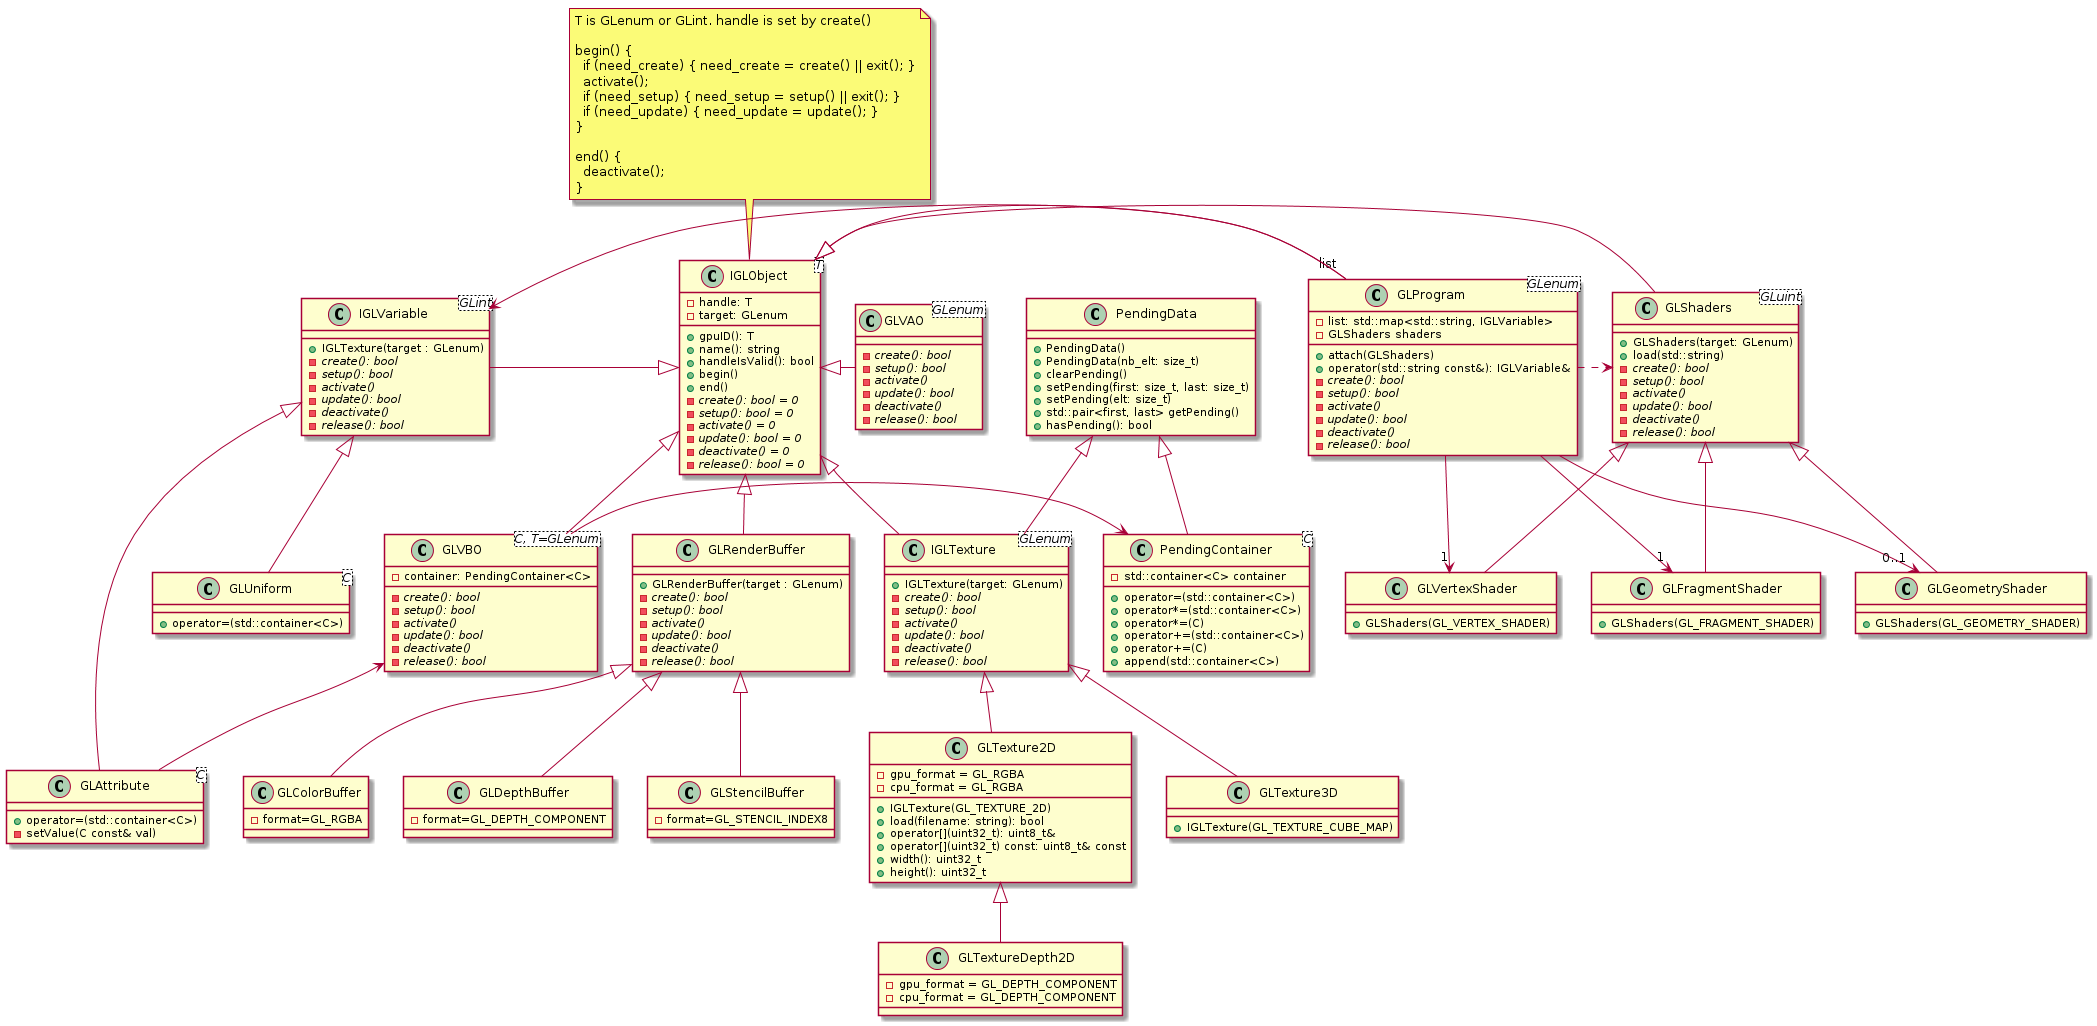 T is GLenum or GLint. handle is set by create()
begin() {
if (need_create) { need_create = create() || exit(); }
activate();
if (need_setup) { need_setup = setup() || exit(); }
if (need_update) { need_update = update(); }
}
end() {
deactivate();
}
IGLVariable
GLint
IGLTexture(target : GLenum)
create(): bool
setup(): bool
activate()
update(): bool
deactivate()
release(): bool
IGLObject
T
handle: T
target: GLenum
gpuID(): T
name(): string
handleIsValid(): bool
begin()
end()
create(): bool = 0
setup(): bool = 0
activate() = 0
update(): bool = 0
deactivate() = 0
release(): bool = 0
GLVAO
GLenum
create(): bool
setup(): bool
activate()
update(): bool
deactivate()
release(): bool
PendingData
PendingData()
PendingData(nb_elt: size_t)
clearPending()
setPending(first: size_t, last: size_t)
setPending(elt: size_t)
std::pair<first, last> getPending()
hasPending(): bool
list
GLProgram
GLenum
list: std::map<std::string, IGLVariable>
GLShaders shaders
attach(GLShaders)
operator(std::string const&): IGLVariable&
create(): bool
setup(): bool
activate()
update(): bool
deactivate()
release(): bool
GLShaders
GLuint
GLShaders(target: GLenum)
load(std::string)
create(): bool
setup(): bool
activate()
update(): bool
deactivate()
release(): bool
GLUniform
C
operator=(std::container<C>)
GLVBO
C, T=GLenum
container: PendingContainer<C>
create(): bool
setup(): bool
activate()
update(): bool
deactivate()
release(): bool
GLRenderBuffer
GLRenderBuffer(target : GLenum)
create(): bool
setup(): bool
activate()
update(): bool
deactivate()
release(): bool
IGLTexture
GLenum
IGLTexture(target: GLenum)
create(): bool
setup(): bool
activate()
update(): bool
deactivate()
release(): bool
PendingContainer
C
std::container<C> container
operator=(std::container<C>)
operator*=(std::container<C>)
operator*=(C)
operator+=(std::container<C>)
operator+=(C)
append(std::container<C>)
1
GLVertexShader
GLShaders(GL_VERTEX_SHADER)
1
GLFragmentShader
GLShaders(GL_FRAGMENT_SHADER)
0..1
GLGeometryShader
GLShaders(GL_GEOMETRY_SHADER)
GLAttribute
C
operator=(std::container<C>)
setValue(C const& val)
GLColorBuffer
format=GL_RGBA
GLDepthBuffer
format=GL_DEPTH_COMPONENT
GLStencilBuffer
format=GL_STENCIL_INDEX8
GLTexture2D
gpu_format = GL_RGBA
cpu_format = GL_RGBA
IGLTexture(GL_TEXTURE_2D)
load(filename: string): bool
operator[](uint32_t): uint8_t&
operator[](uint32_t) const: uint8_t& const
width(): uint32_t
height(): uint32_t
GLTexture3D
IGLTexture(GL_TEXTURE_CUBE_MAP)
GLTextureDepth2D
gpu_format = GL_DEPTH_COMPONENT
cpu_format = GL_DEPTH_COMPONENT